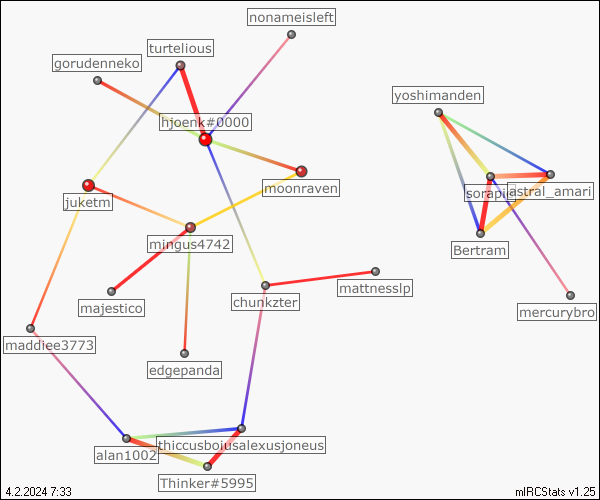 nonameisleft
turtelious
gorudenneko
yoshimanden
hjoenk#0000
moonraven
astral_amari
juketm
mingus4742
Bertram
majestico
chunkzter
mattnesslp
mercurybro
maddiee3773
edgepanda
thiccusboiusalexusjoneus
alan1002
Thinker#5995
4.2.2024 7:33
mIRCStats v1.25